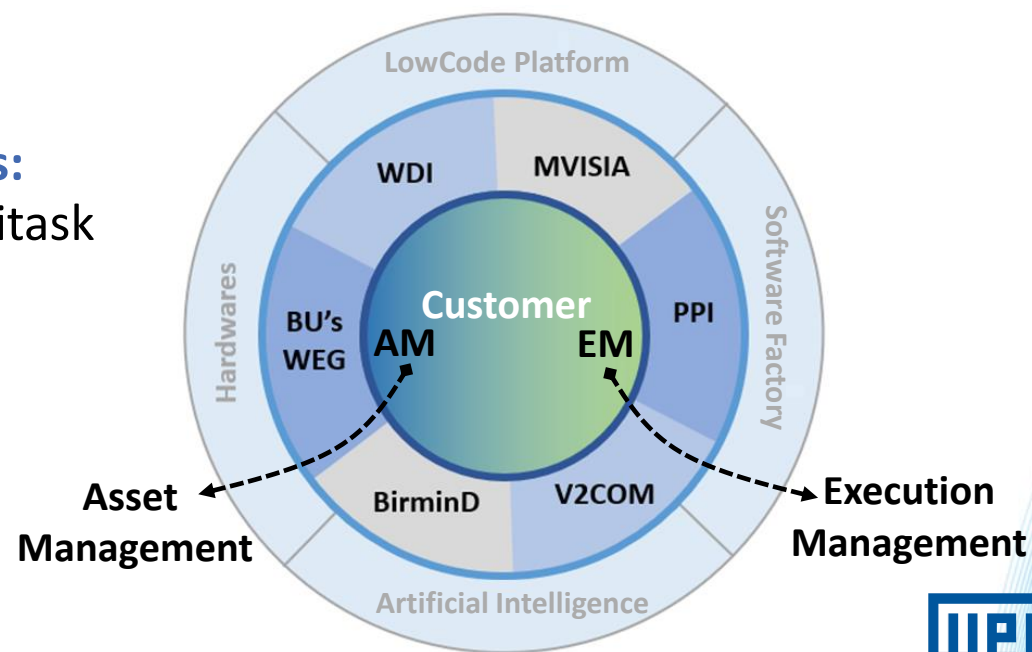 LowCode Platform
s:
itask
WDI
MVISIA
Software Factory
Hardwares
BU's
WEG
Customer
AM
EM
PPI
Asset
Management
BirminD
V2COM
Execution
Management
Artificial Intelligence